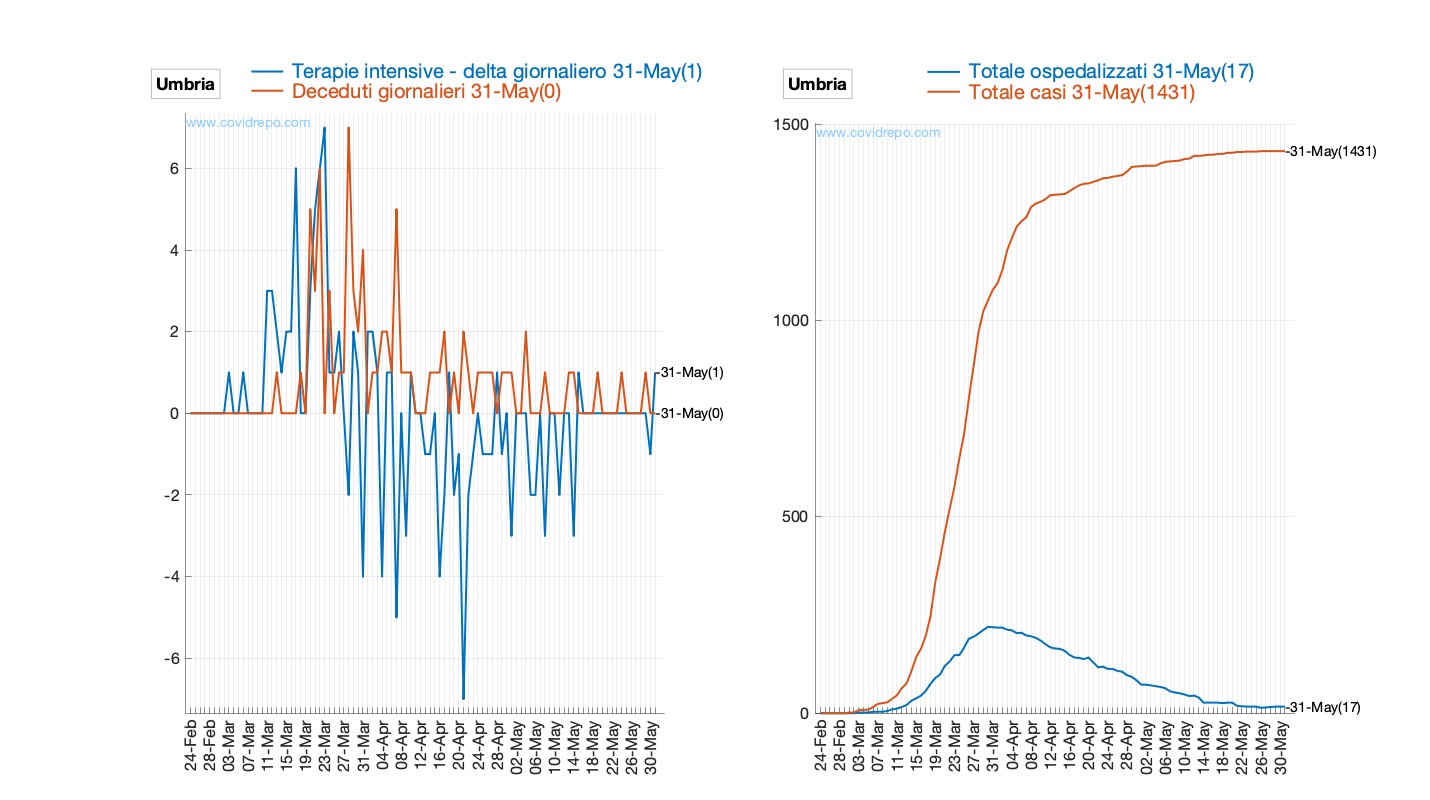 Umbria
Terapie intensive - delta giornaliero 31-May(1)
Deceduti giornalieri 31-May(0)
www.covidrepo.com
6
4
2
0
-2
-4
-6
-31-May(1)
-31-May(0)
24-Feb
28-Feb
03-Mar
07-Mar
11-Mar
15-Mar
19-Mar
23-Mar
27-Mar
31-Mar
04-Apr
08-Apr
12-Apr
16-Apr
20-Apr
24-Apr
28-Apr
02-May
06-May
10-May
14-May
18-May
22-May
26-May
30-May
Umbria
Totale ospedalizzati 31-May(17)
Totale casi 31-May(1431)
www.covidrepo.com
1500
1000
500
0
-31-May(1431)
-31-May(17)
24-Feb
28-Feb
03-Mar
07-Mar
11-Mar
15-Mar
19-Mar
23-Mar
27-Mar
31-Mar
04-Apr
08-Apr
12-Apr
16-Apr
20-Apr
24-Apr
28-Apr
02-May
06-May
10-May
14-May
18-May
22-May
26-May
30-May